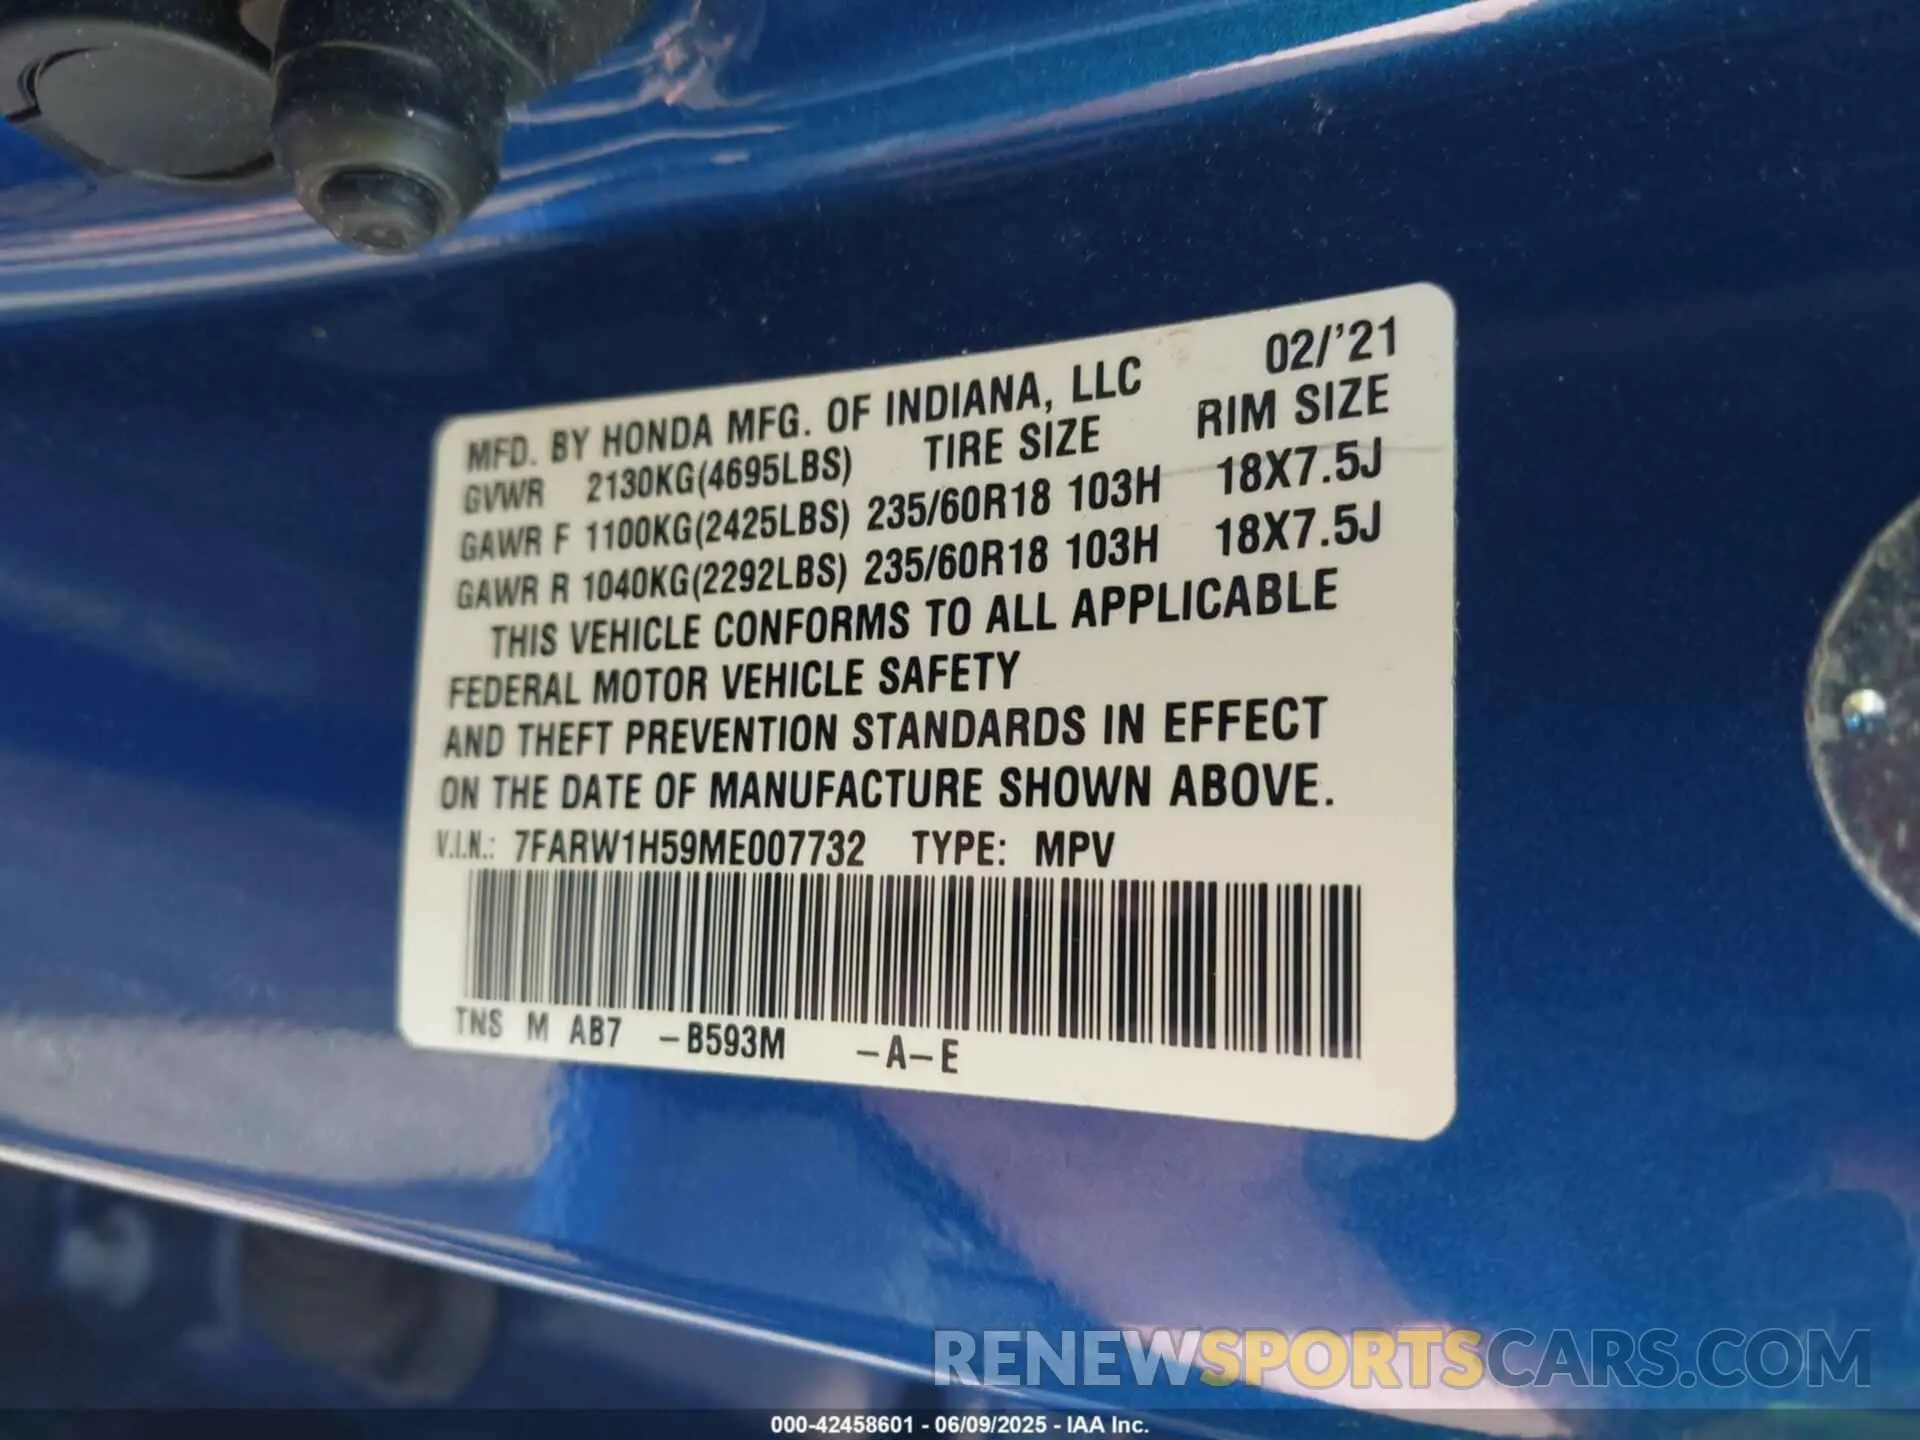 MFD. BY HONDA MFG. OF INDIANA, LLC 02/'21
GVWR 2130KG(4695LBS) TIRE SIZE RIM SIZE
GAWR F 1100KG(2425LBS) 235/60R18 103H 18X7.5J
GAWR R 1040KG(2292LBS) 235/60R18 103H 18X7.5J
THIS VEHICLE CONFORMS TO ALL APPLICABLE
FEDERAL MOTOR VEHICLE SAFETY
AND THEFT PREVENTION STANDARDS IN EFFECT
ON THE DATE OF MANUFACTURE SHOWN ABOVE.
V.I.N.: 7FARW1H59ME007732 TYPE: MPV
TNS M AB7 -B593M -A-E
RENEWSPORTSCARS.COM
000-42458601 - 06/09/2025 - IAA Inc.